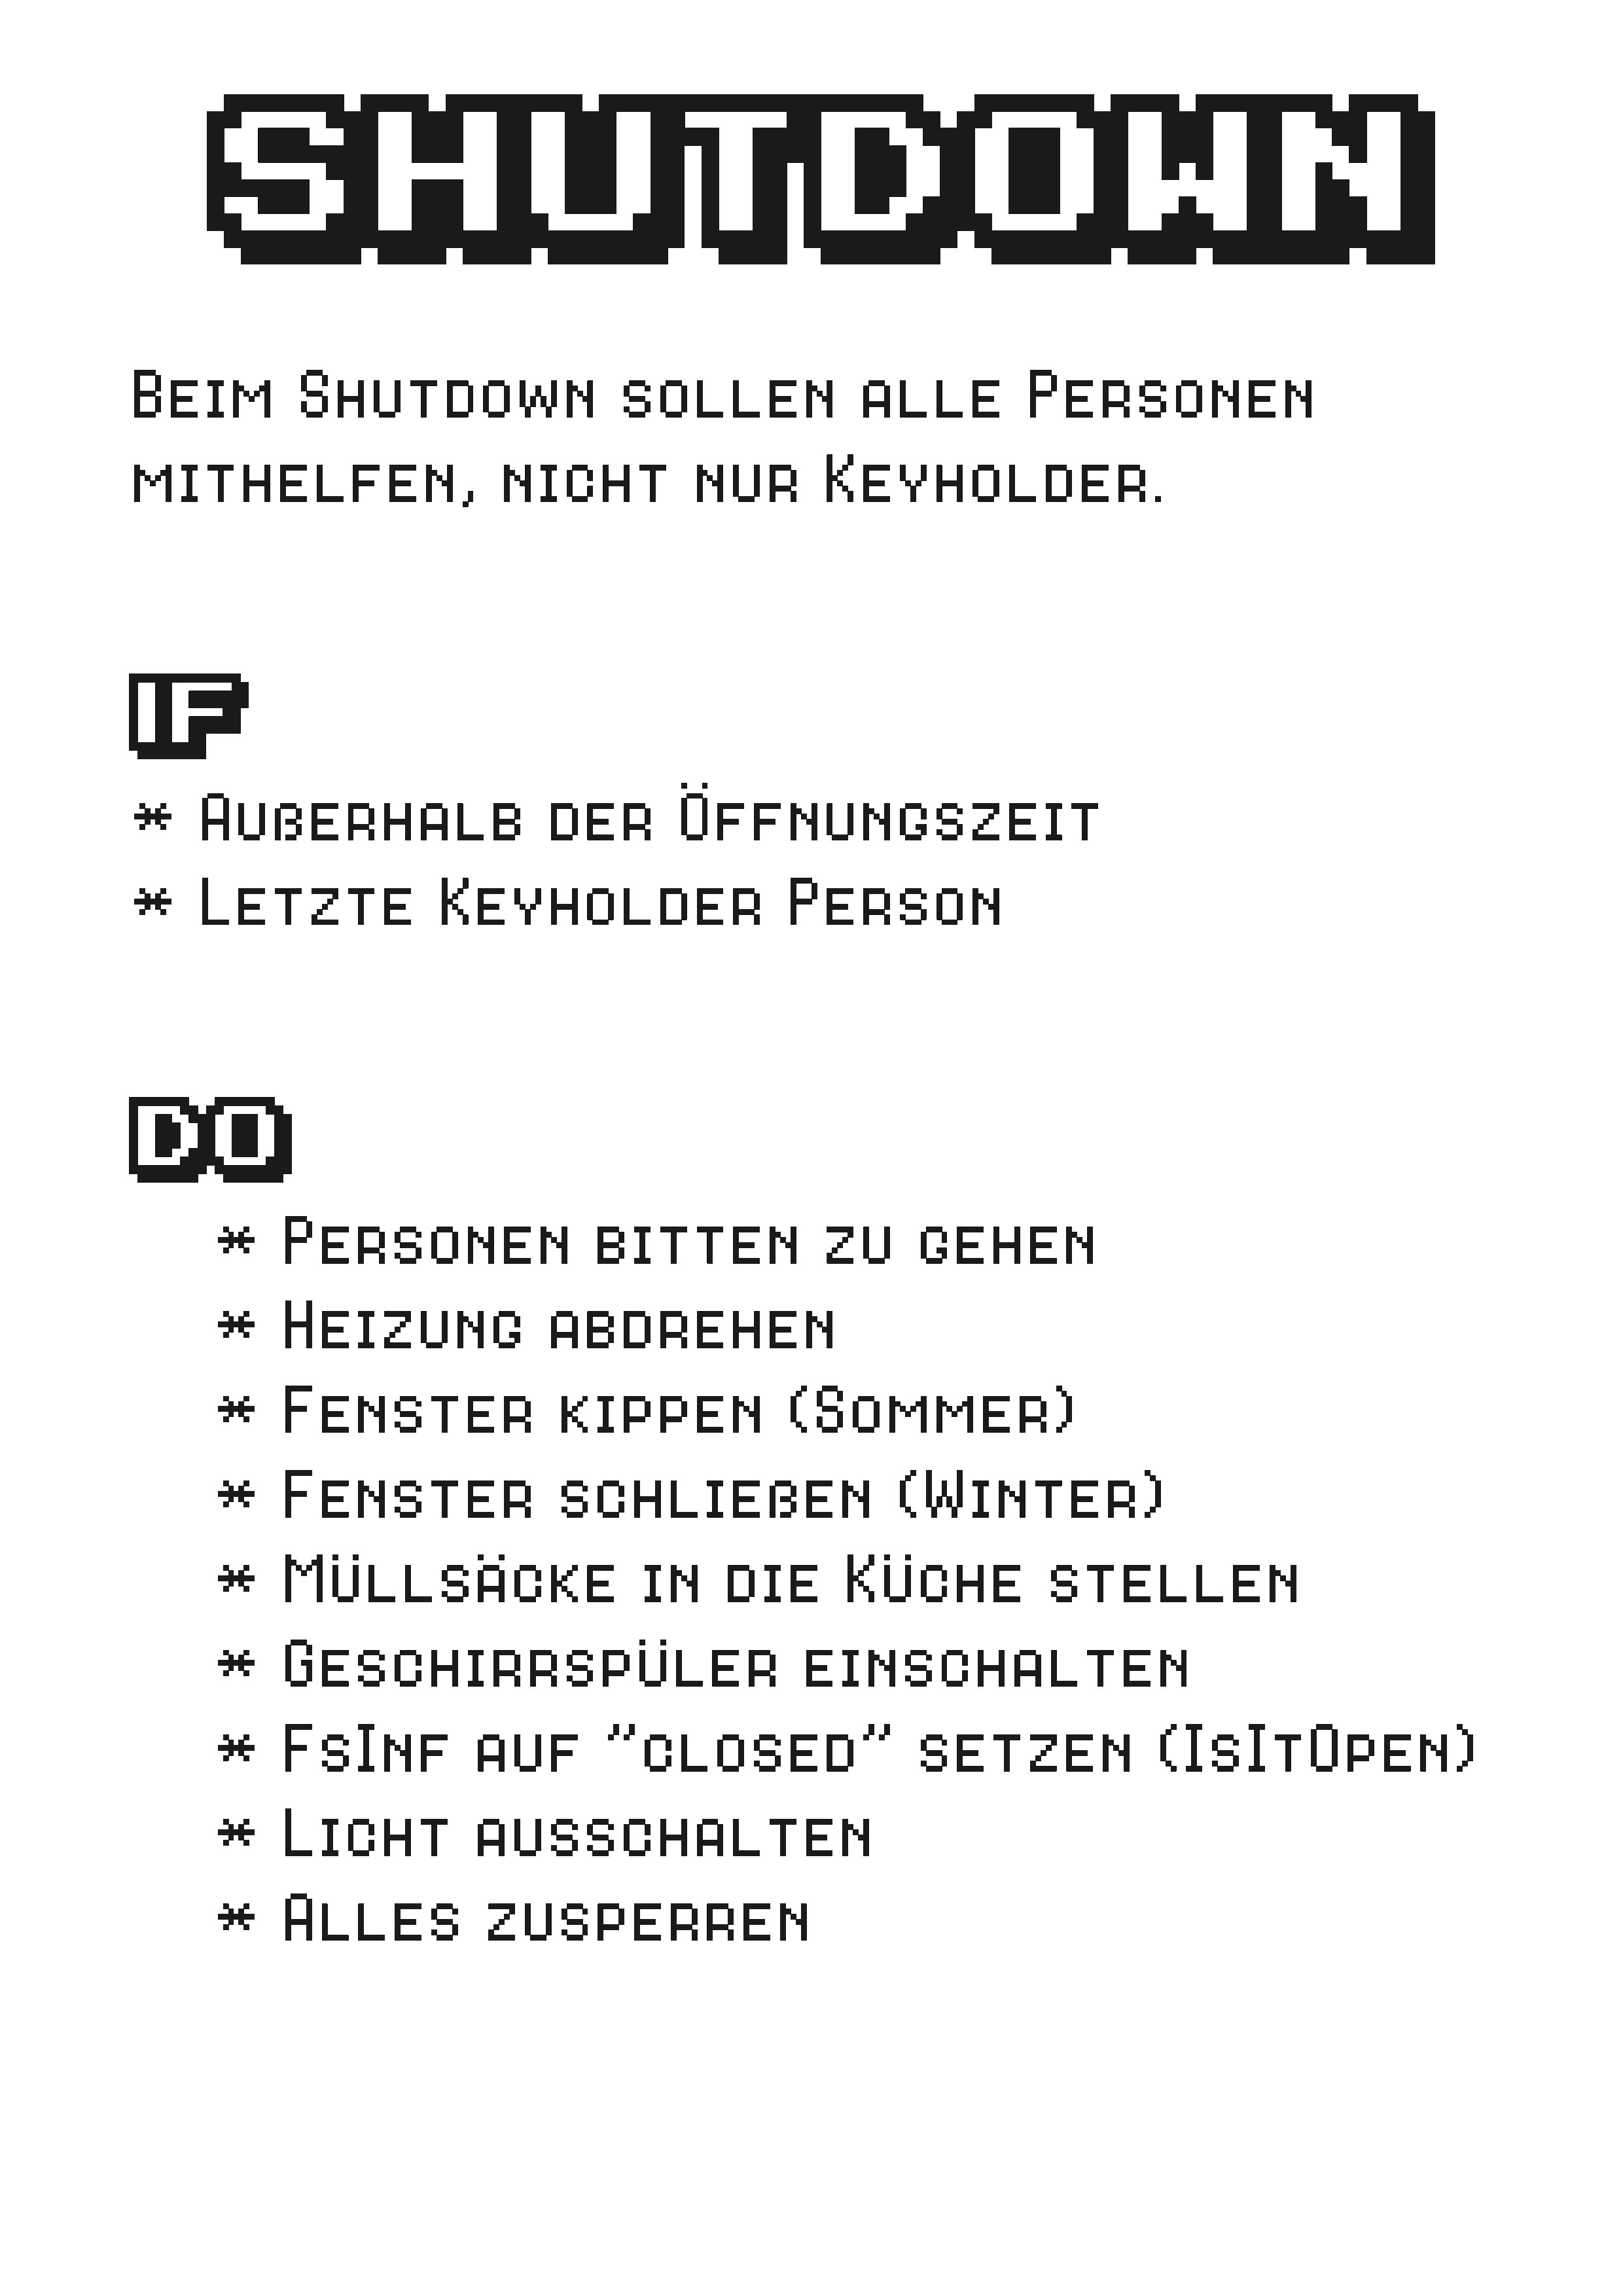 SHUTDOWN
Beim Shutdown sollen alle Personen
mithelfen, nicht nur Keyholder.
IF
* Außerhalb der Öffnungszeit
* Letzte Keyholder Person
DO
* Personen bitten zu gehen
* Heizung abdrehen
* Fenster kippen (Sommer)
* Fenster schließen (Winter)
* Müllsäcke in die Küche stellen
* Geschirrspüler einschalten
* FsInf auf "closed" setzen (IsItOpen)
* Licht ausschalten
* Alles zusperren